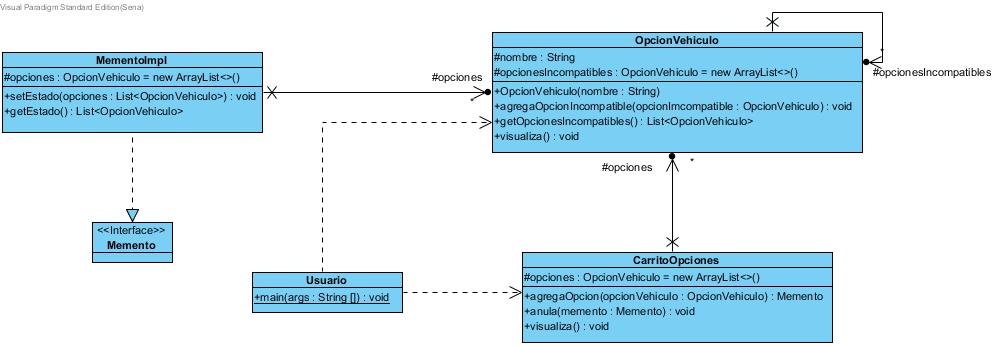 Visual Paradigm Standard Edition(Sena)
MementoImpl
#opciones : OpcionVehiculo = new ArrayList<>()
+setEstado(opciones : List<OpcionVehiculo>) : void
+getEstado() : List<OpcionVehiculo>
#opciones
*
OpcionVehiculo
#nombre : String
#opcionesIncompatibles : OpcionVehiculo = new ArrayList<>()
+OpcionVehiculo(nombre : String)
+agregaOpcionIncompatible(opcionImcompatible : OpcionVehiculo) : void
+getOpcionesIncompatibles() : List<OpcionVehiculo>
+visualiza() : void
*
#opcionesIncompatibles
#opciones
*
<<Interface>>
Memento
Usuario
+main(args : String []) : void
CarritoOpciones
#opciones : OpcionVehiculo = new ArrayList<>()
+agregaOpcion(opcionVehiculo : OpcionVehiculo) : Memento
+anula(memento : Memento) : void
+visualiza() : void